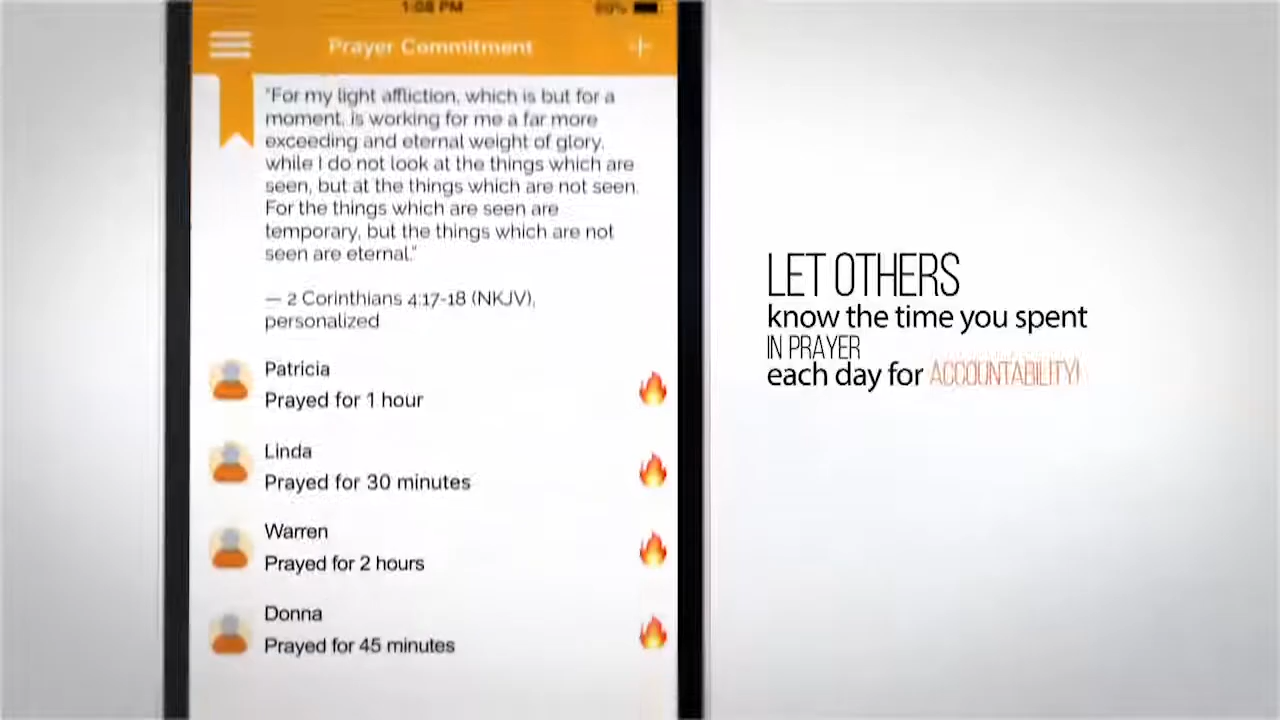 1:08 PM
Prayer Commitment
"For my light affliction, which is but for a
moment, is working for me a far more
exceeding and eternal weight of glory,
while I do not look at the things which are
seen, but at the things which are not seen.
For the things which are seen are
temporary, but the things which are not
seen are eternal."
— 2 Corinthians 4:17-18 (NKJV),
personalized
Patricia
Prayed for 1 hour
Linda
Prayed for 30 minutes
Warren
Prayed for 2 hours
Donna
Prayed for 45 minutes
LET OTHERS
know the time you spent
IN PRAYER
each day for ACCOUNTABILITY!